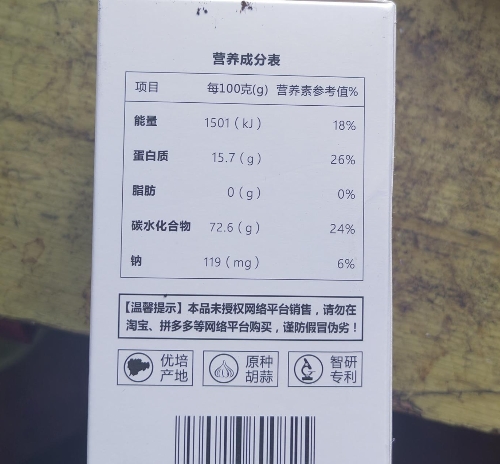 营养成分表
项目 每100克(g) 营养素参考值%
能量 1501(kJ) 18%
蛋白质 15.7(g) 26%
脂肪 0(g) 0%
碳水化合物 72.6(g) 24%
钠 119(mg) 6%
【温馨提示】本品未授权网络平台销售，请勿在
淘宝、拼多多等网络平台购买，谨防假冒伪劣！
优培 原种 智研
产地 胡蒜 专利